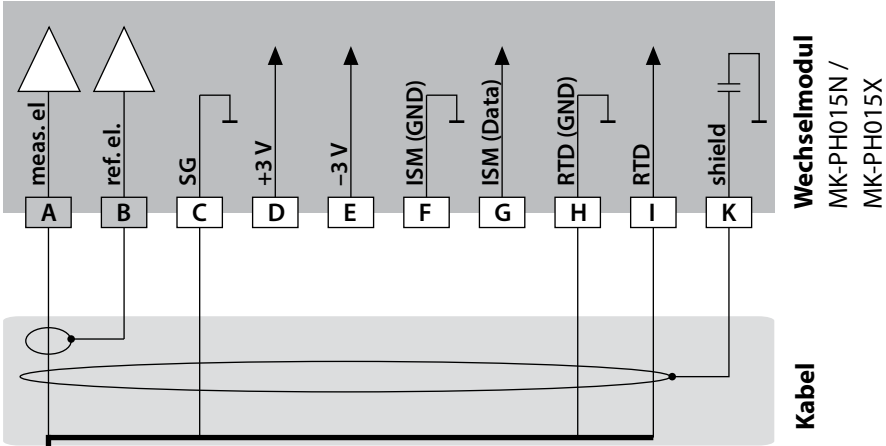 meas. el
ref. el.
SG
+3 V
–3 V
ISM (GND)
ISM (Data)
RTD (GND)
RTD
shield
A
B
C
D
E
F
G
H
I
K
Wechselmodul
MK-PH015N /
MK-PH015X
Kabel